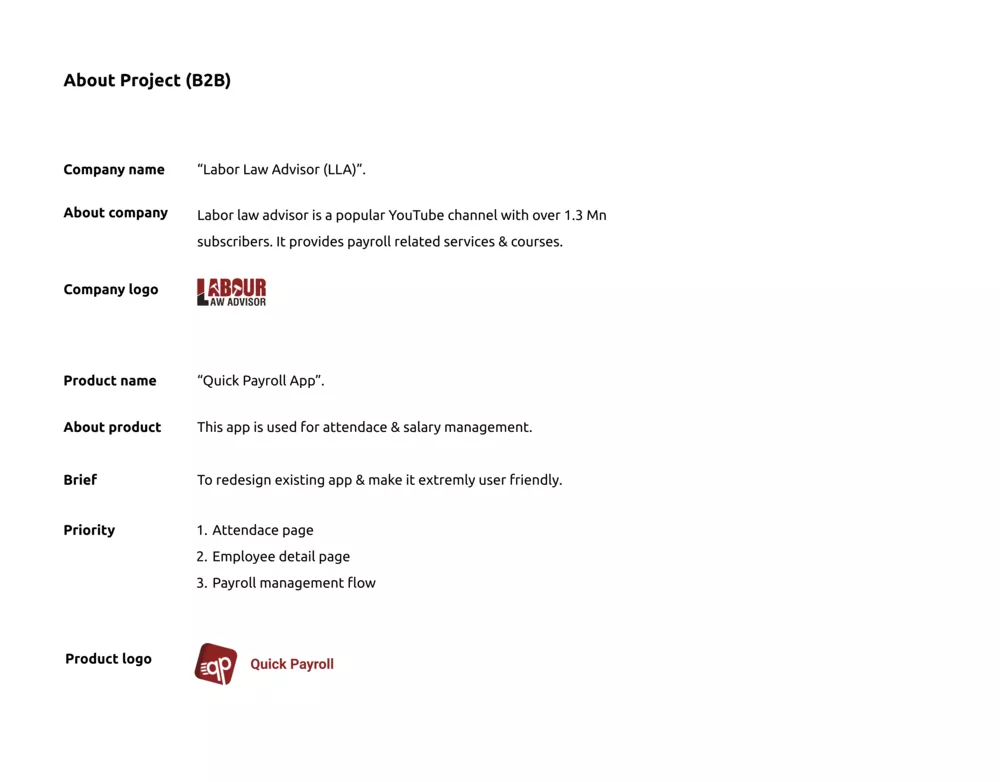 About Project (B2B)
Company name “Labor Law Advisor (LLA)”.
About company Labor law advisor is a popular YouTube channel with over 1.3 Mn
subscribers. It provides payroll related services & courses.
Company logo LABOUR
LAW ADVISOR
Product name “Quick Payroll App”.
About product This app is used for attendace & salary management.
Brief To redesign existing app & make it extremly user friendly.
Priority 1. Attendace page
2. Employee detail page
3. Payroll management flow
Product logo qp Quick Payroll